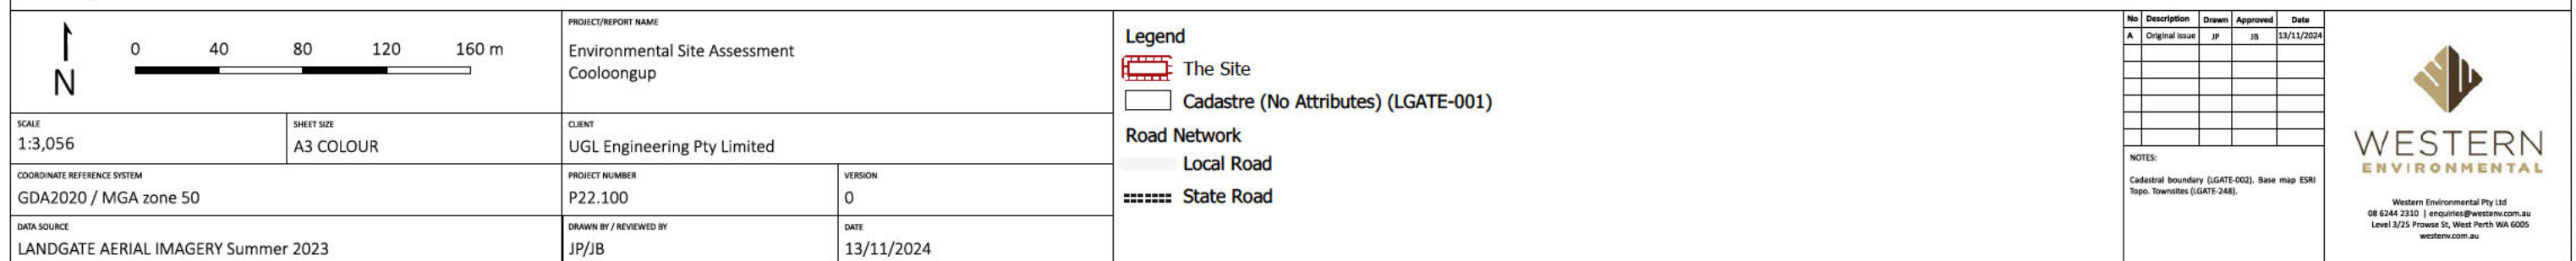 N
0 40 80 120 160 m
SCALE
1:3,056
SHEET SIZE
A3 COLOUR
COORDINATE REFERENCE SYSTEM
GDA2020 / MGA zone 50
DATA SOURCE
LANDGATE AERIAL IMAGERY Summer 2023
PROJECT/REPORT NAME
Environmental Site Assessment
Cooloongup
CLIENT
UGL Engineering Pty Limited
PROJECT NUMBER
P22.100
VERSION
0
DRAWN BY / REVIEWED BY
JP/JB
DATE
13/11/2024
Legend
The Site
Cadastre (No Attributes) (LGATE-001)
Road Network
Local Road
State Road
No Description Drawn Approved Date
A Original issue JP JB 13/11/2024
NOTES:
Cadastral boundary (LGATE-002). Base map ESRI
Topo. Townsites (LGATE-248).
WESTERN
ENVIRONMENTAL
Western Environmental Pty Ltd
08 6244 2310 | enquiries@westenv.com.au
Level 3/25 Prowse St, West Perth WA 6005
westenv.com.au